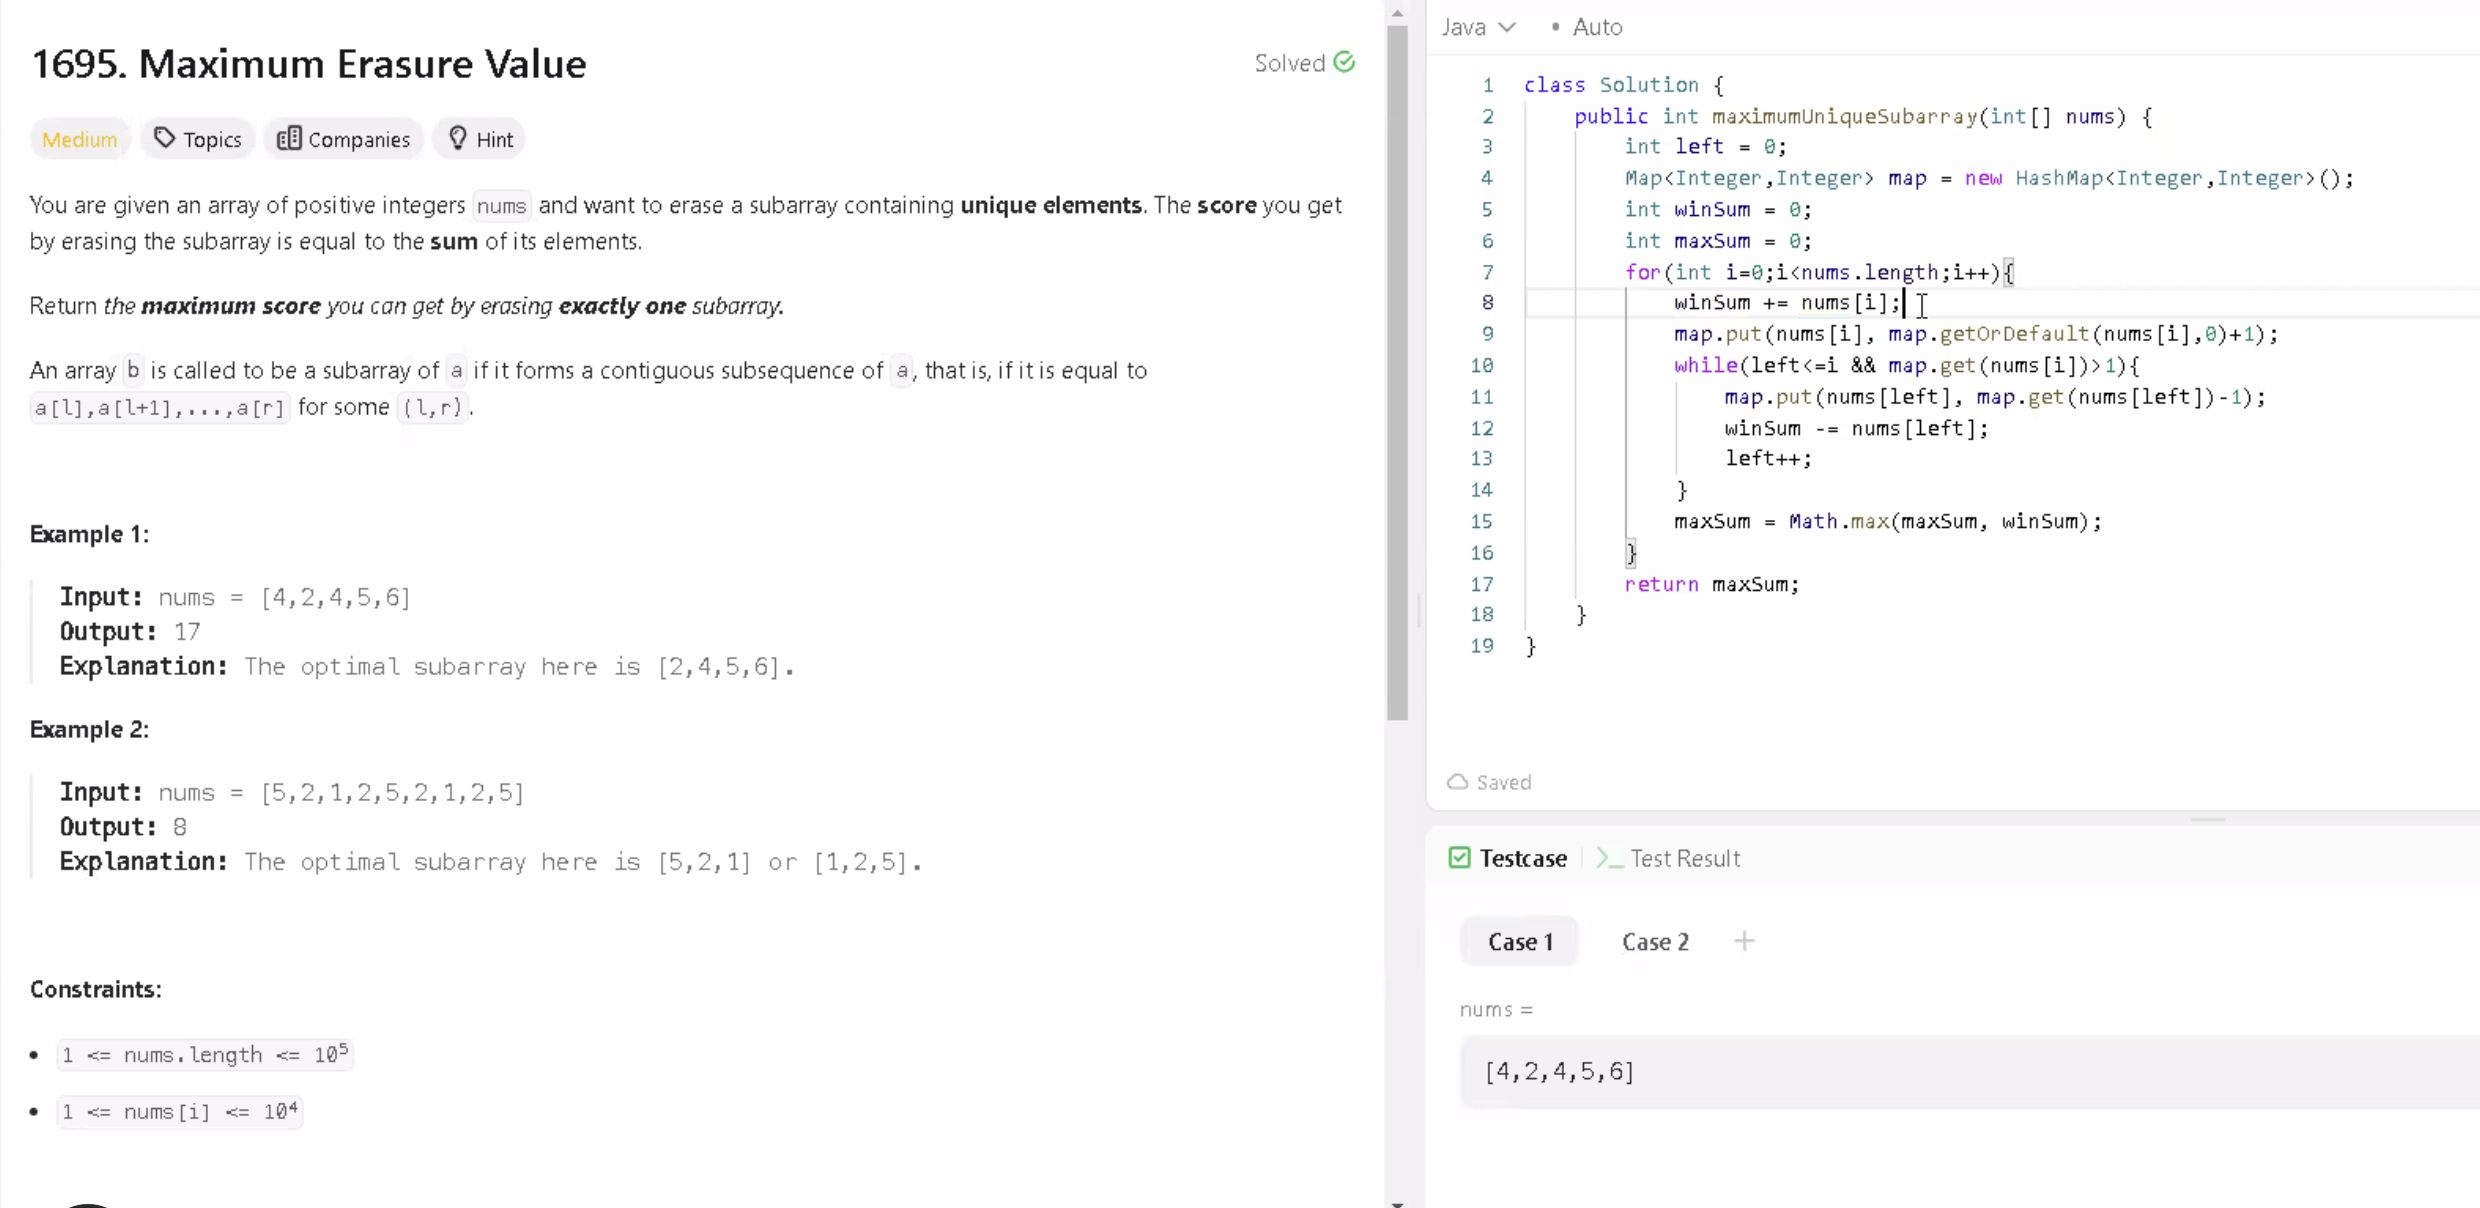 1695. Maximum Erasure Value
Solved
Medium Topics Companies Hint
You are given an array of positive integers nums and want to erase a subarray containing unique elements. The score you get
by erasing the subarray is equal to the sum of its elements.
Return the maximum score you can get by erasing exactly one subarray.
An array b is called to be a subarray of a if it forms a contiguous subsequence of a, that is, if it is equal to
a[l],a[l+1],...,a[r] for some (l,r).
Example 1:
Input: nums = [4,2,4,5,6]
Output: 17
Explanation: The optimal subarray here is [2,4,5,6].
Example 2:
Input: nums = [5,2,1,2,5,2,1,2,5]
Output: 8
Explanation: The optimal subarray here is [5,2,1] or [1,2,5].
Constraints:
• 1 <= nums.length <= 10⁵
• 1 <= nums[i] <= 10⁴
Java • Auto
1 class Solution {
2 public int maximumUniqueSubarray(int[] nums) {
3 int left = 0;
4 Map<Integer,Integer> map = new HashMap<Integer,Integer>();
5 int winSum = 0;
6 int maxSum = 0;
7 for(int i=0;i<nums.length;i++){
8 winSum += nums[i];
9 map.put(nums[i], map.getOrDefault(nums[i],0)+1);
10 while(left<=i && map.get(nums[i])>1){
11 map.put(nums[left], map.get(nums[left])-1);
12 winSum -= nums[left];
13 left++;
14 }
15 maxSum = Math.max(maxSum, winSum);
16 }
17 return maxSum;
18 }
19 }
Saved
Testcase >_ Test Result
Case 1 Case 2 +
nums =
[4,2,4,5,6]